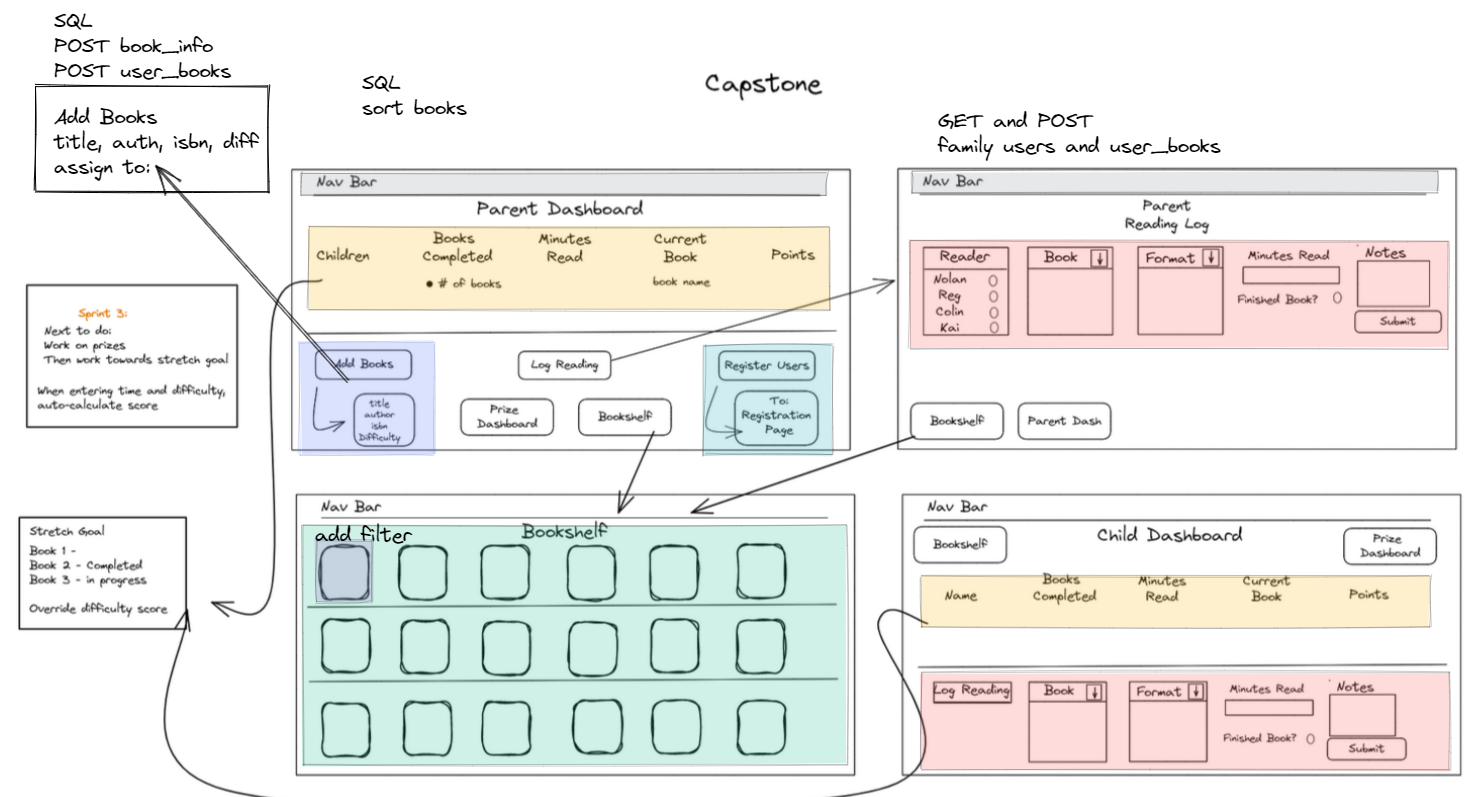 SQL
POST book_info
POST user_books
Add Books
title, auth, isbn, diff
assign to:
SQL
sort books
Capstone
GET and POST
family users and user_books
Sprint 3:
Next to do:
Work on prizes
Then work towards stretch goal
When entering time and difficulty,
auto-calculate score
Stretch Goal
Book 1 -
Book 2 - Completed
Book 3 - in progress
Override difficulty score
Nav Bar
Parent Dashboard
Children
Books
Completed
Minutes
Read
Current
Book
Points
# of books
book name
Add Books
Log Reading
Register Users
title
author
isbn
Difficulty
Prize
Dashboard
Bookshelf
To:
Registration
Page
Nav Bar
Parent
Reading Log
Reader
Nolan
Reg
Colin
Kai
Book
Format
Minutes Read
Finished Book?
Notes
Submit
Bookshelf
Parent Dash
Nav Bar
add filter
Bookshelf
Nav Bar
Bookshelf
Child Dashboard
Prize
Dashboard
Name
Books
Completed
Minutes
Read
Current
Book
Points
Log Reading
Book
Format
Minutes Read
Finished Book?
Notes
Submit